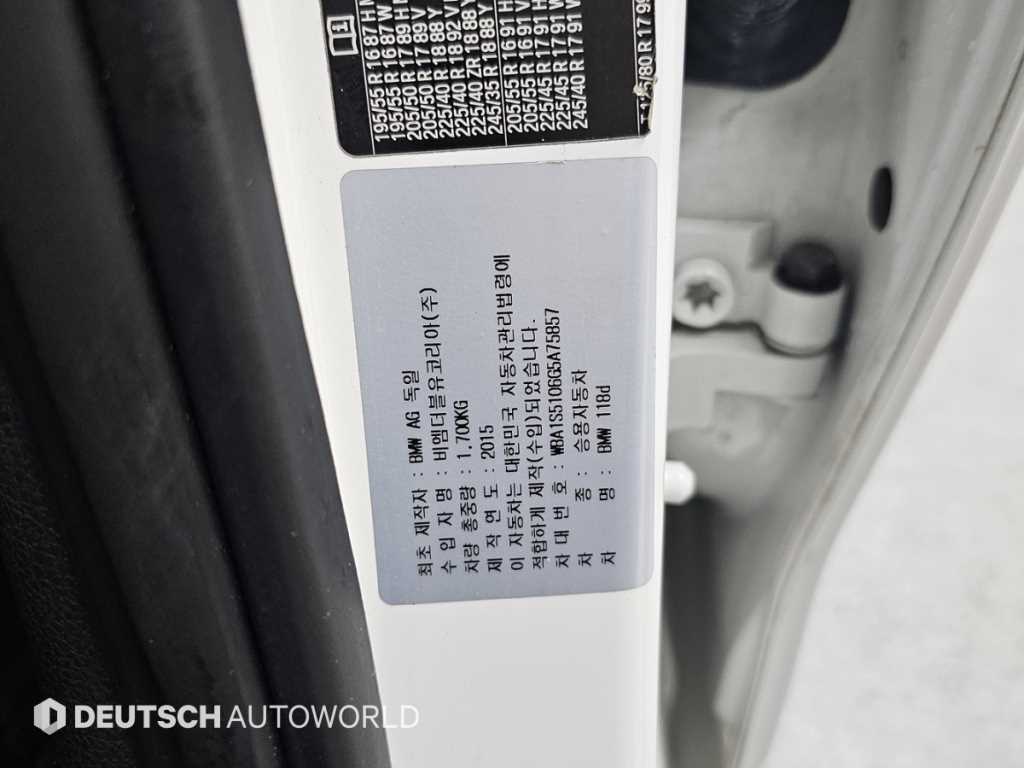 195/55 R 16 87 H
195/55 R 16 87 W
205/50 R 17 89 H
205/50 R 17 89 V
225/40 R 18 88 Y
225/40 R 18 92
225/40 ZR 18 88 Y
245/35 R 18 88 Y
205/55 R 16 91 H
205/55 R 16 91 V
225/45 R 17 91 H
225/45 R 17 91 W
245/40 R 17 91 V
/80 R 17 99
최초 제작자 : BMW AG 독일
수 입 자 명 : 비엠더블유코리아(주)
차량 총중량 : 1,700KG
제 작 연 도 : 2015
이 자동차는 대한민국 자동차관리법령에
적합하게 제작(수입)되었습니다.
차 대 번 호 : WBA1S5106G5A75857
차 종 : 승용자동차
차 명 : BMW 118d
DEUTSCH AUTOWORLD